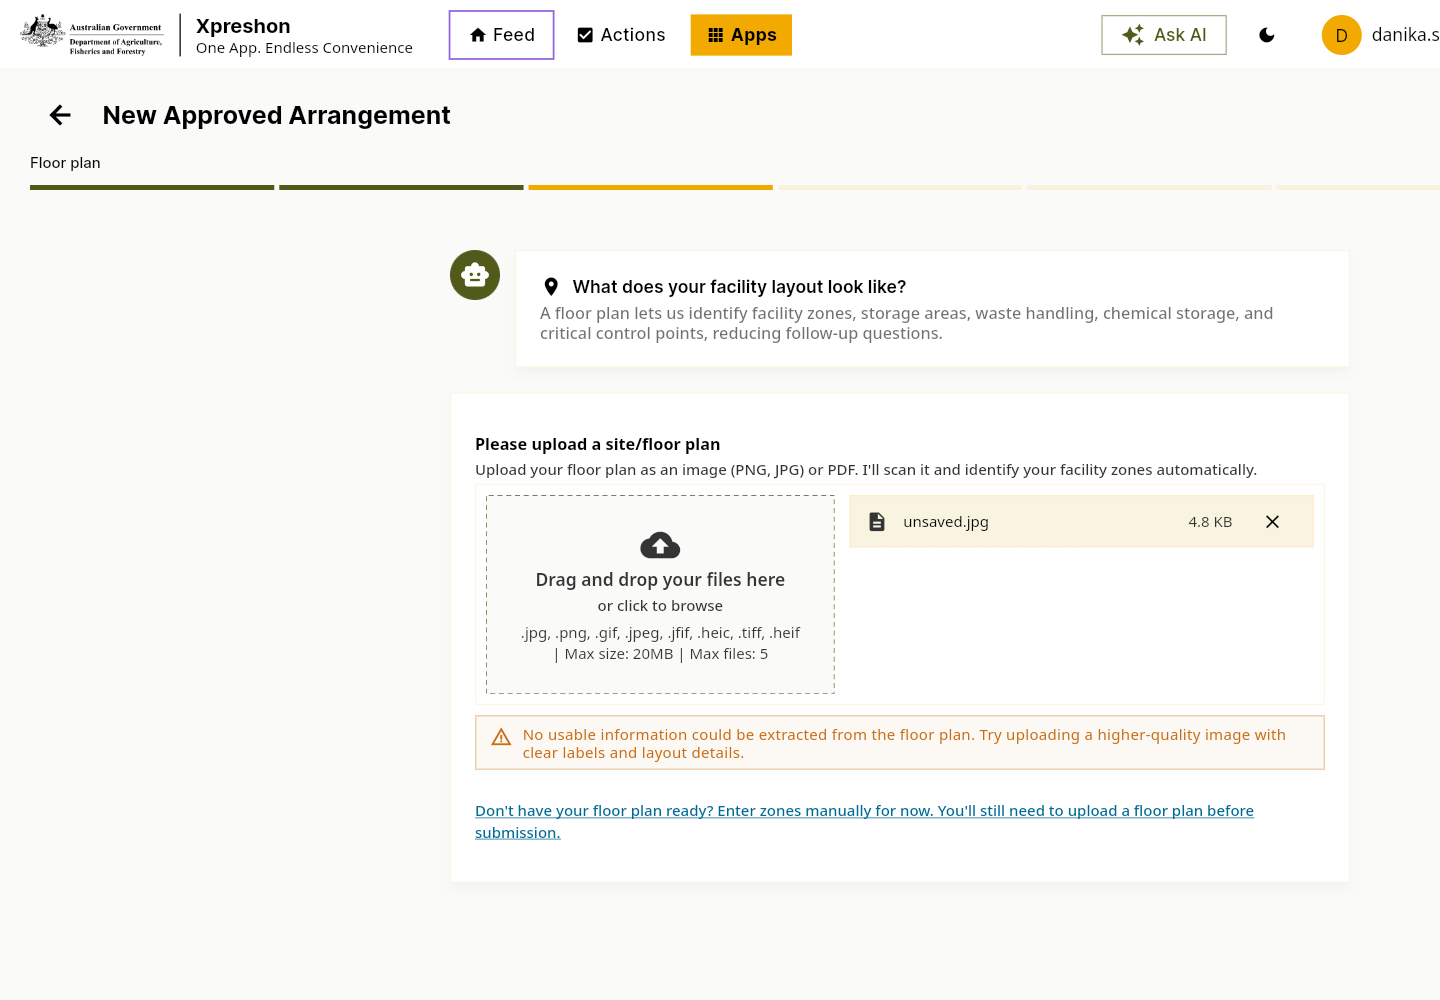 Australian Government
Department of Agriculture,
Fisheries and Forestry
Xpreshon
One App. Endless Convenience
Feed
Actions
Apps
Ask AI
D
danika.s
New Approved Arrangement
Floor plan
What does your facility layout look like?
A floor plan lets us identify facility zones, storage areas, waste handling, chemical storage, and
critical control points, reducing follow-up questions.
Please upload a site/floor plan
Upload your floor plan as an image (PNG, JPG) or PDF. I'll scan it and identify your facility zones automatically.
Drag and drop your files here
or click to browse
.jpg, .png, .gif, .jpeg, .jfif, .heic, .tiff, .heif
| Max size: 20MB | Max files: 5
unsaved.jpg
4.8 KB
No usable information could be extracted from the floor plan. Try uploading a higher-quality image with
clear labels and layout details.
Don't have your floor plan ready? Enter zones manually for now. You'll still need to upload a floor plan before
submission.